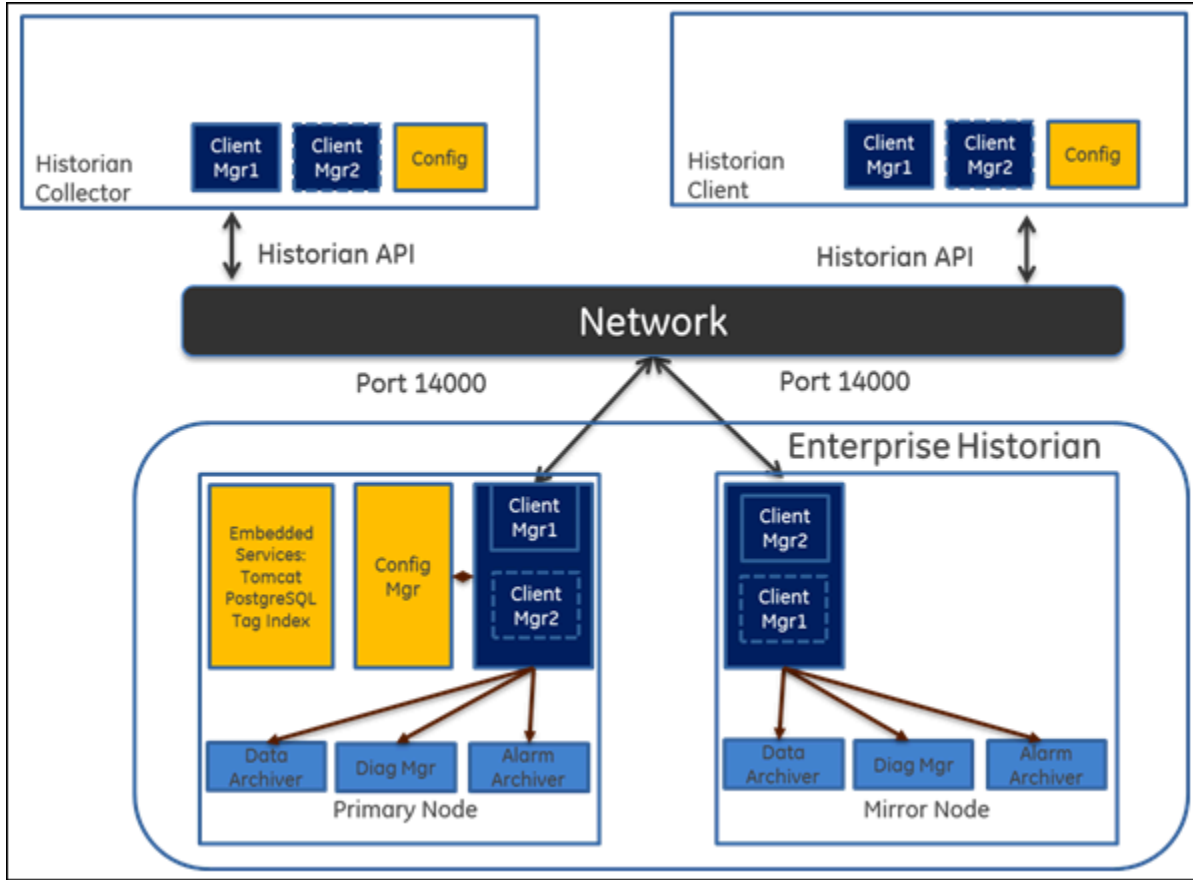 Historian
Collector
Client
Mgr1
Client
Mgr2
Config
Historian
Client
Client
Mgr1
Client
Mgr2
Config
Historian API
Historian API
Network
Port 14000
Port 14000
Enterprise Historian
Embedded
Services:
Tomcat
PostgreSQL
Tag Index
Config
Mgr
Client
Mgr1
Client
Mgr2
Data
Archiver
Diag Mgr
Alarm
Archiver
Primary Node
Client
Mgr2
Client
Mgr1
Data
Archiver
Diag Mgr
Alarm
Archiver
Mirror Node